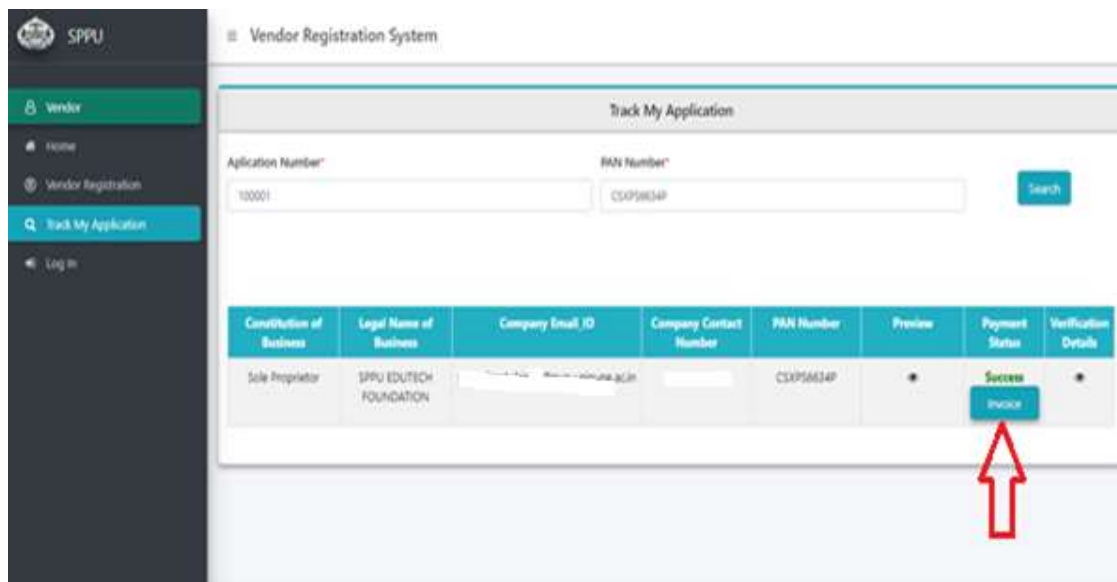 SPPU
Vendor Registration System
Vendor
Home
Vendor Registration
Track My Application
Log In
Track My Application
Aplication Number*
PAN Number*
100001
CSXPS6634P
Search
Constitution of Business
Legal Name of Business
Company Email_ID
Company Contact Number
PAN Number
Preview
Payment Status
Verification Details
Sole Proprietor
SPPU EDUTECH FOUNDATION
CSXPS6634P
Success
Invoice